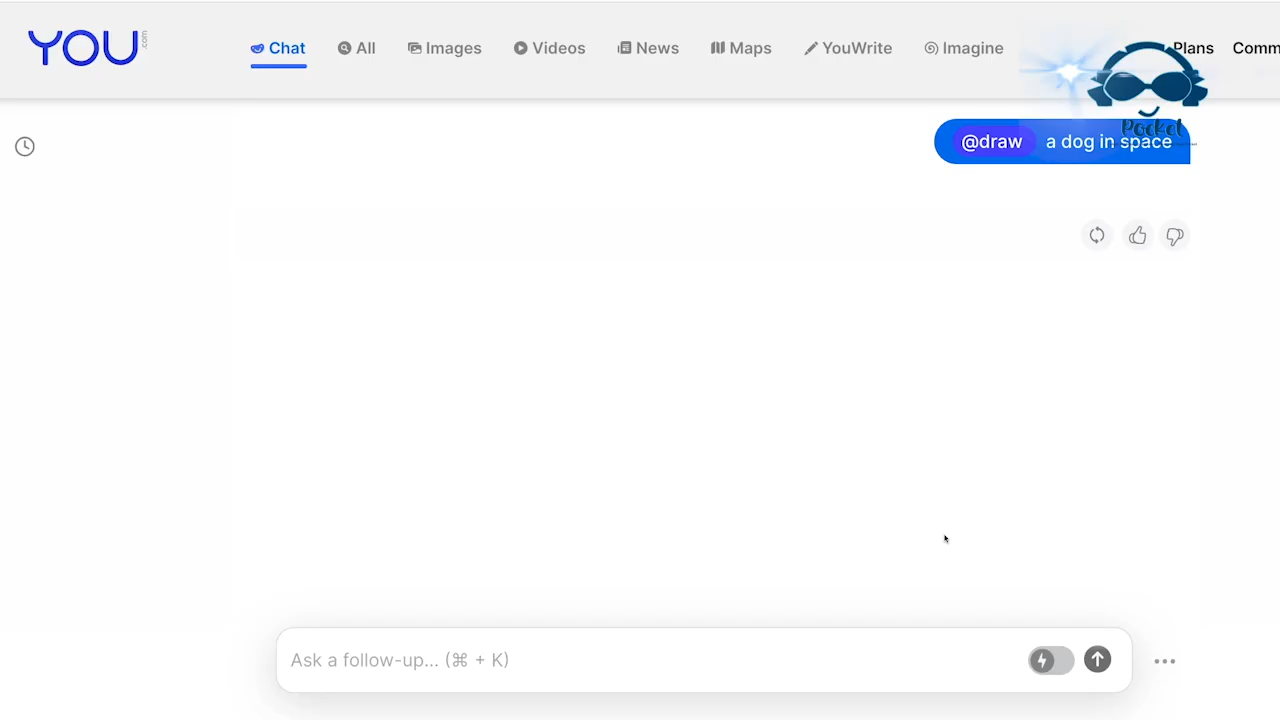 YOU .com
Chat All Images Videos News Maps YouWrite Imagine Plans Comm
Pocket
@draw a dog in space
Ask a follow-up... (⌘ + K)